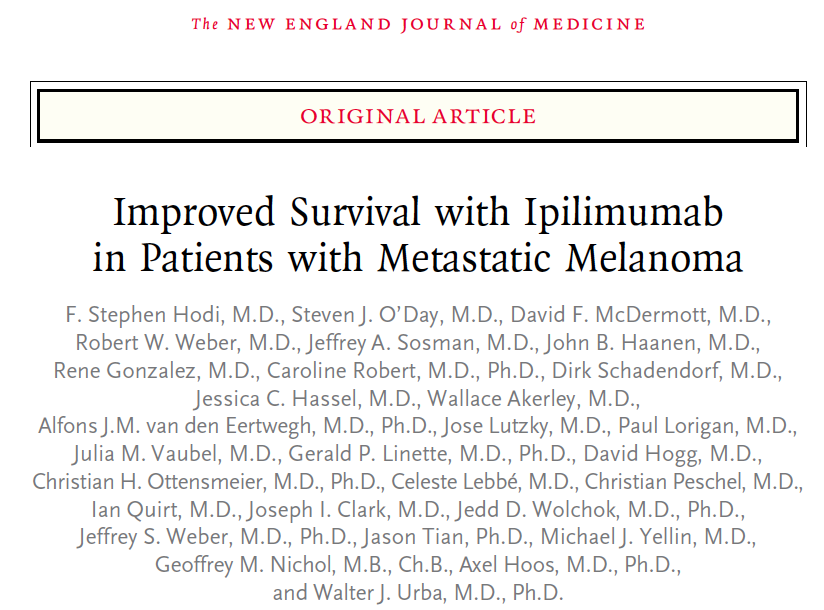 The NEW ENGLAND JOURNAL of MEDICINE
ORIGINAL ARTICLE
Improved Survival with Ipilimumab
in Patients with Metastatic Melanoma
F. Stephen Hodi, M.D., Steven J. O’Day, M.D., David F. McDermott, M.D.,
Robert W. Weber, M.D., Jeffrey A. Sosman, M.D., John B. Haanen, M.D.,
Rene Gonzalez, M.D., Caroline Robert, M.D., Ph.D., Dirk Schadendorf, M.D.,
Jessica C. Hassel, M.D., Wallace Akerley, M.D.,
Alfons J.M. van den Eertwegh, M.D., Ph.D., Jose Lutzky, M.D., Paul Lorigan, M.D.,
Julia M. Vaubel, M.D., Gerald P. Linette, M.D., Ph.D., David Hogg, M.D.,
Christian H. Ottensmeier, M.D., Ph.D., Celeste Lebbé, M.D., Christian Peschel, M.D.,
Ian Quirt, M.D., Joseph I. Clark, M.D., Jedd D. Wolchok, M.D., Ph.D.,
Jeffrey S. Weber, M.D., Ph.D., Jason Tian, Ph.D., Michael J. Yellin, M.D.,
Geoffrey M. Nichol, M.B., Ch.B., Axel Hoos, M.D., Ph.D.,
and Walter J. Urba, M.D., Ph.D.